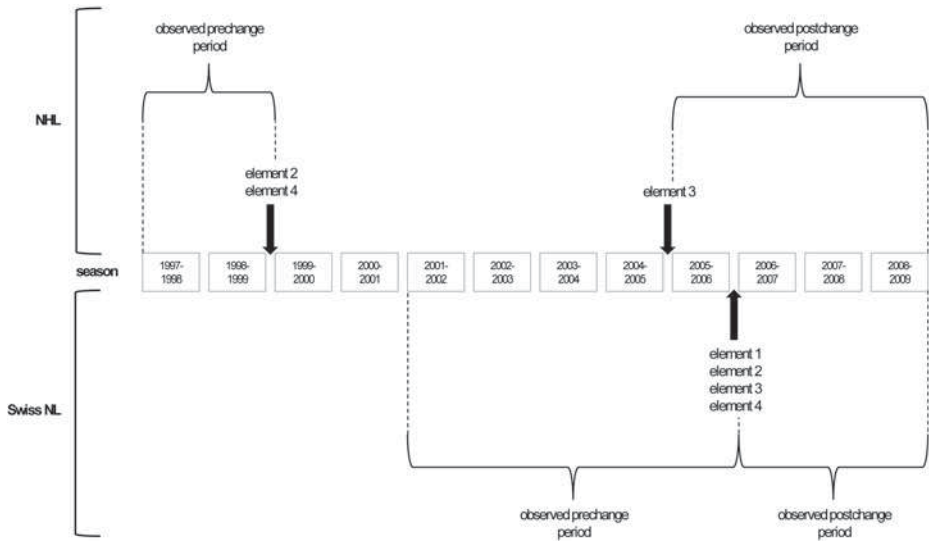 observed prechange
period
observed postchange
period
NHL
element 2
element 4
element 3
season
1997-
1998
1998-
1999
1999-
2000
2000-
2001
2001-
2002
2002-
2003
2003-
2004
2004-
2005
2005-
2006
2006-
2007
2007-
2008
2008-
2009
element 1
element 2
element 3
element 4
Swiss NL
observed prechange
period
observed postchange
period